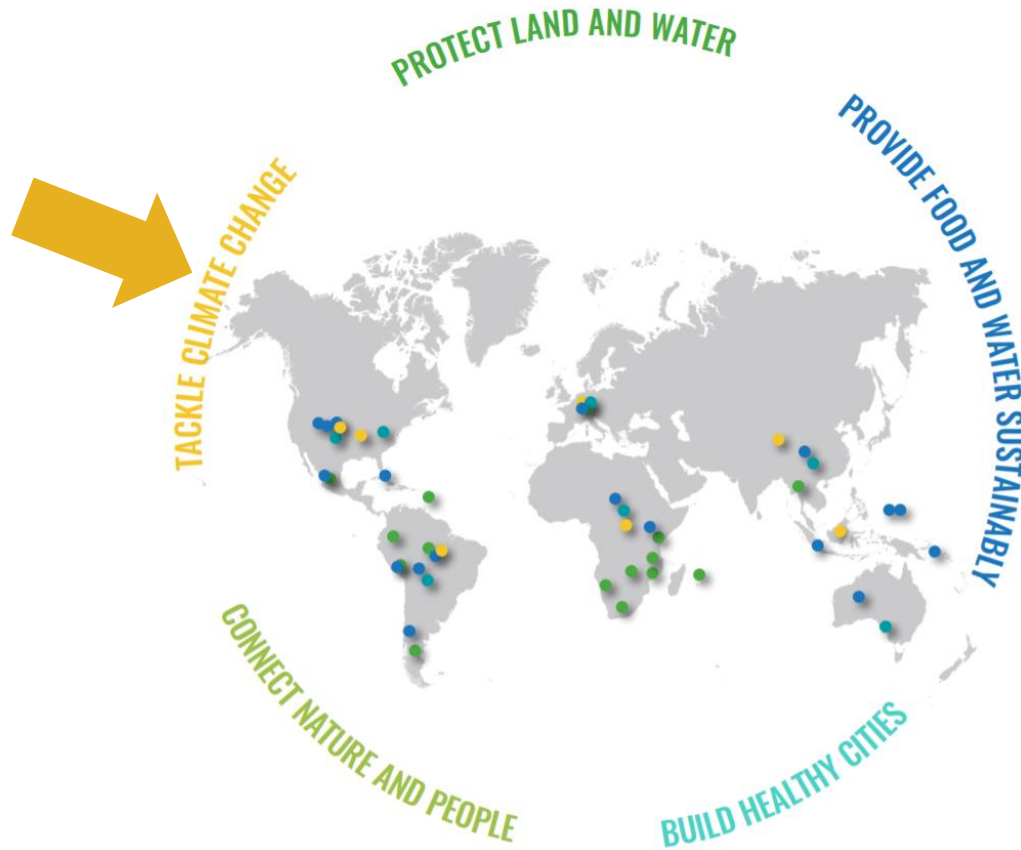 PROTECT LAND AND WATER
PROVIDE FOOD AND WATER SUSTAINABLY
TACKLE CLIMATE CHANGE
CONNECT NATURE AND PEOPLE
BUILD HEALTHY CITIES